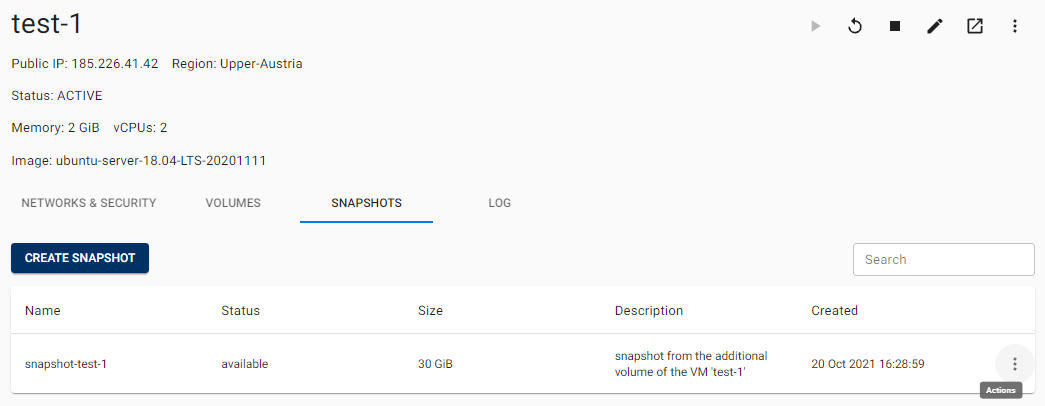 test-1
Public IP: 185.226.41.42 Region: Upper-Austria
Status: ACTIVE
Memory: 2 GiB vCPUs: 2
Image: ubuntu-server-18.04-LTS-20201111
NETWORKS & SECURITY VOLUMES SNAPSHOTS LOG
CREATE SNAPSHOT Search
Name Status Size Description Created
snapshot-test-1 available 30 GiB snapshot from the additional 20 Oct 2021 16:28:59
volume of the VM 'test-1'
Actions